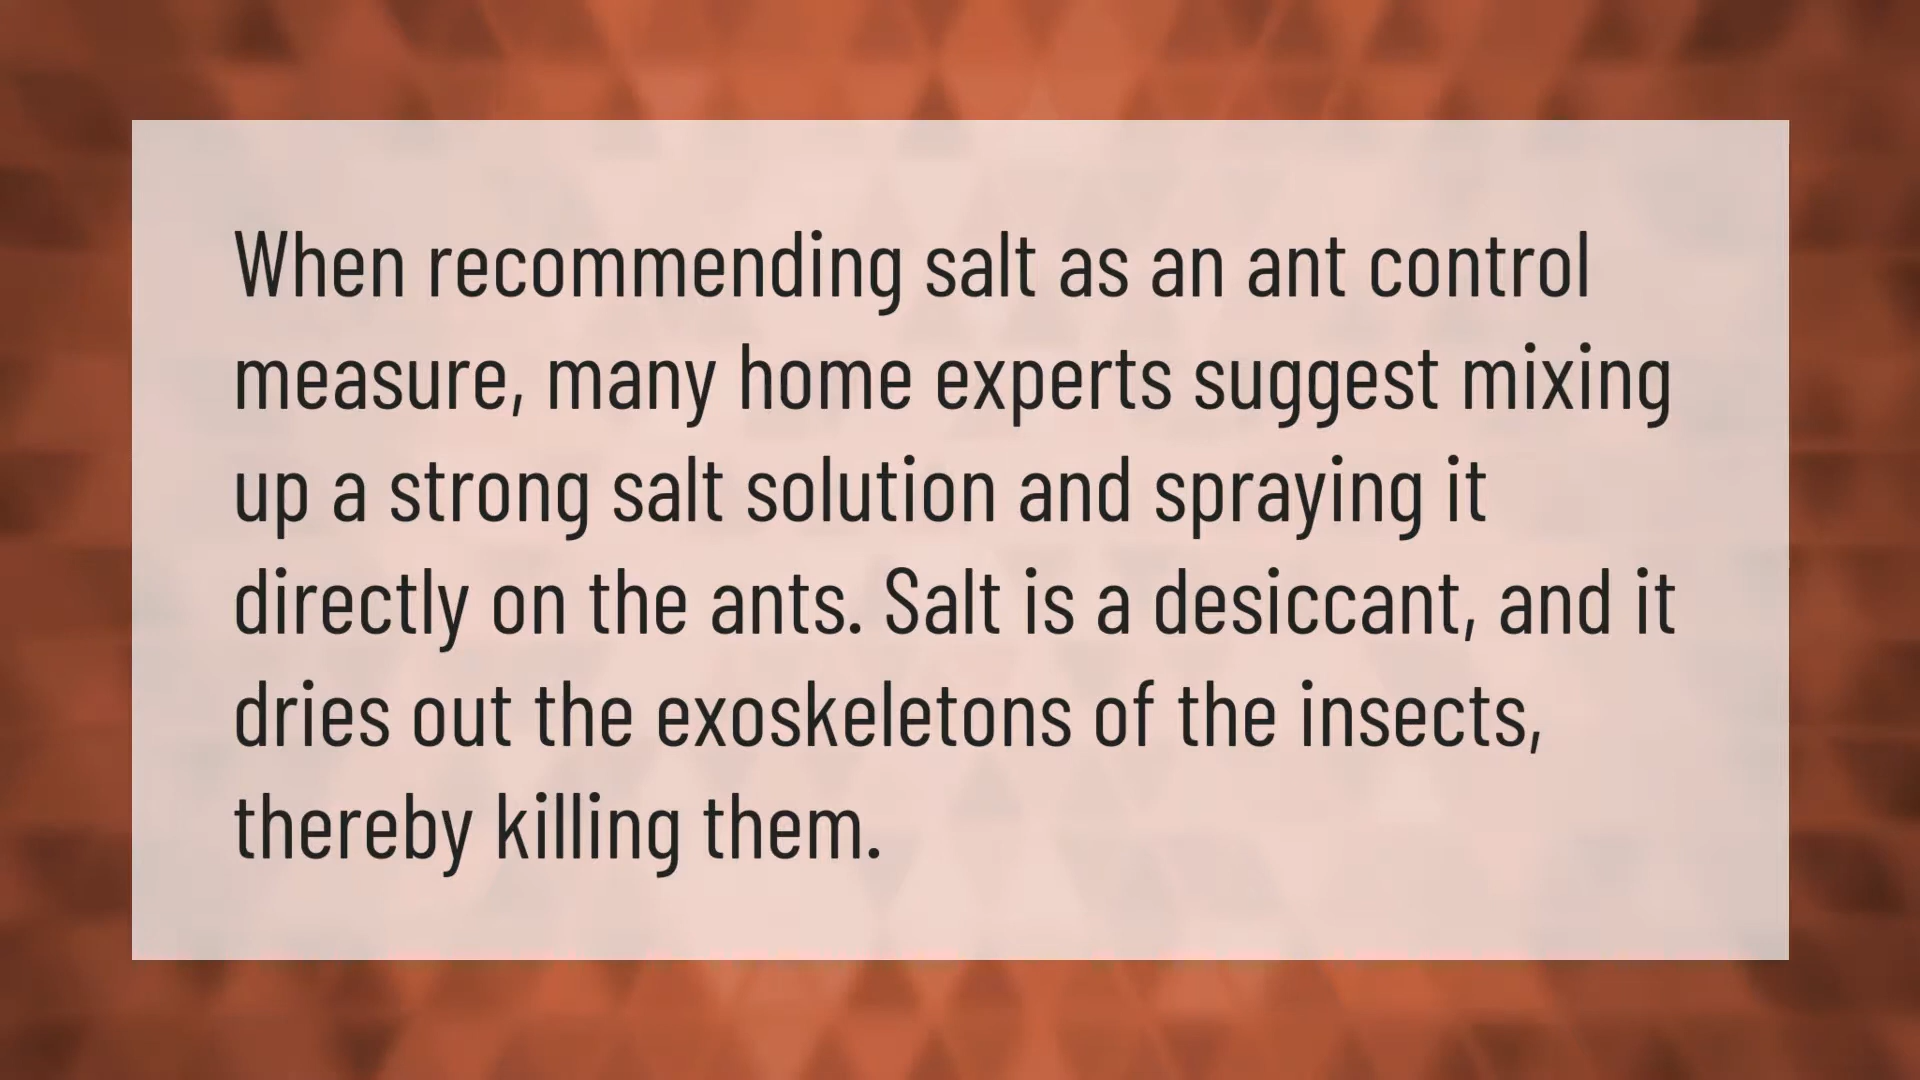 When recommending salt as an ant control
measure, many home experts suggest mixing
up a strong salt solution and spraying it
directly on the ants. Salt is a desiccant, and it
dries out the exoskeletons of the insects,
thereby killing them.